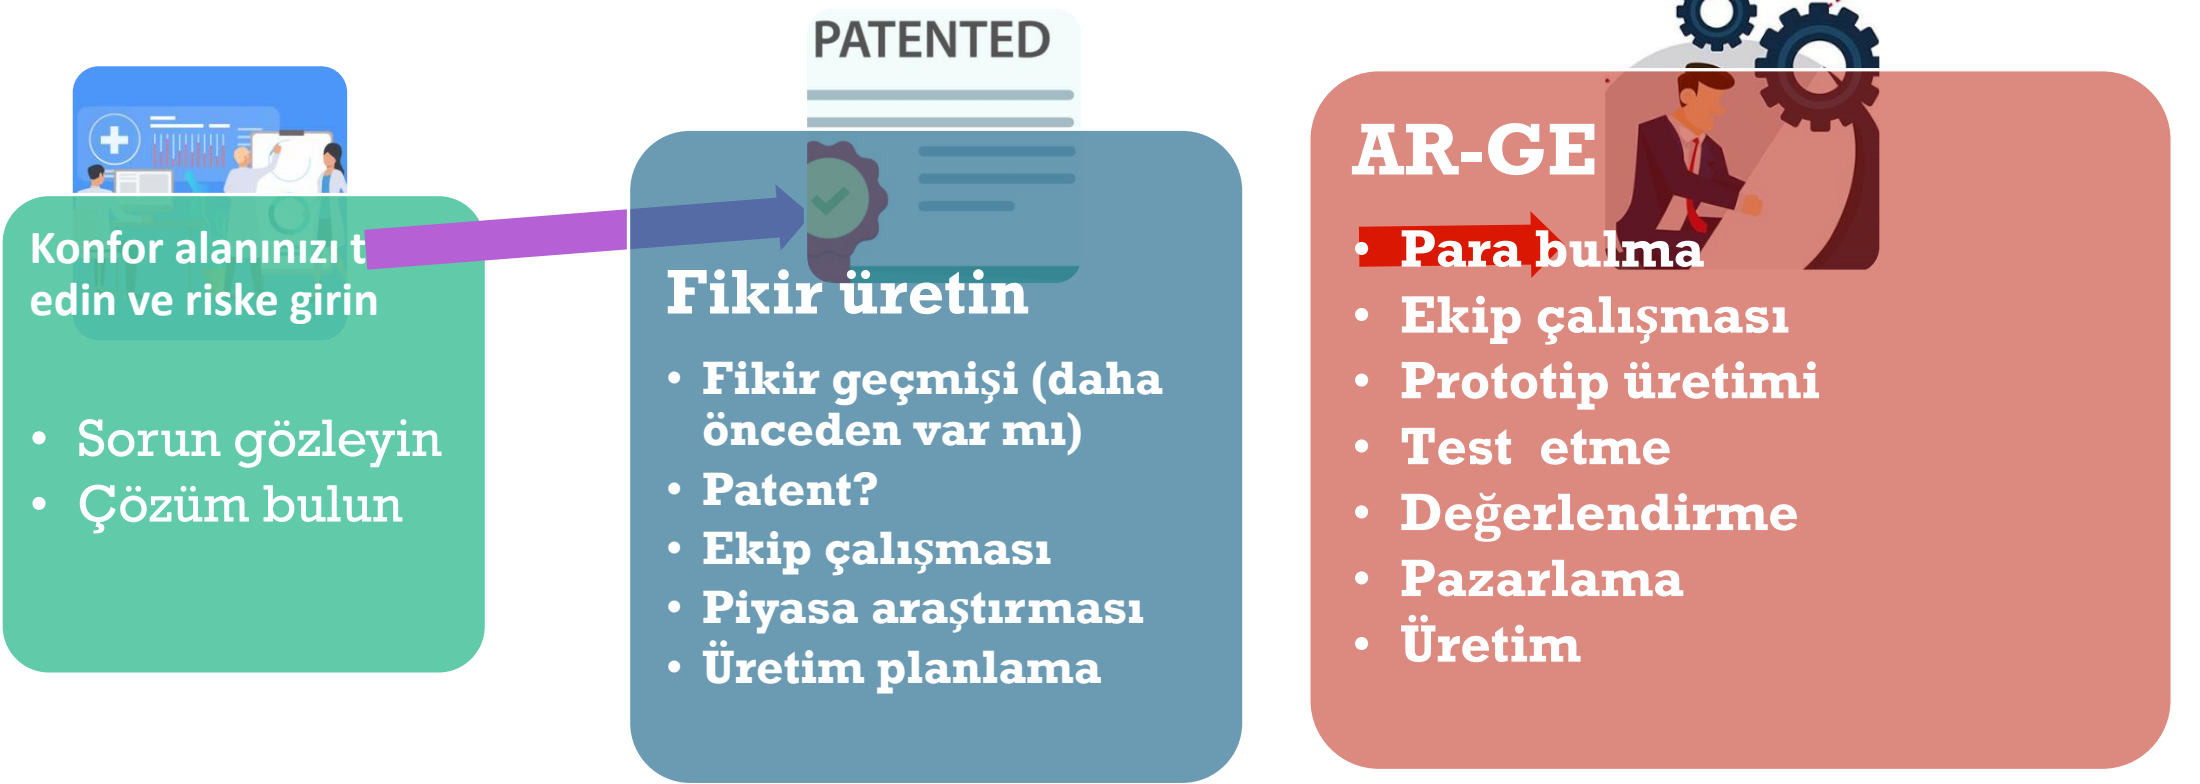 PATENTED
Konfor alanınızı
edin ve riske girin
• Sorun gözleyin
• Çözüm bulun
Fikir üretin
• Fikir geçmişi (daha
önceden var mı)
• Patent?
• Ekip çalışması
• Piyasa araştırması
• Üretim planlama
AR-GE
• Para bulma
• Ekip çalışması
• Prototip üretimi
• Test etme
• Değerlendirme
• Pazarlama
• Üretim